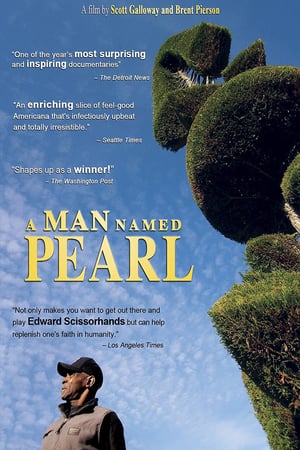 A film by Scott Galloway and Brent Pierson
"One of the year's most surprising
and inspiring documentaries"
– The Detroit News
"An enriching slice of feel-good
Americana that's infectiously upbeat
and totally irresistible."
– Seattle Times
"Shapes up as a winner!"
– The Washington Post
A MAN NAMED
PEARL
"Not only makes you want to get out there and
play Edward Scissorhands but can help
replenish one's faith in humanity."
– Los Angeles Times